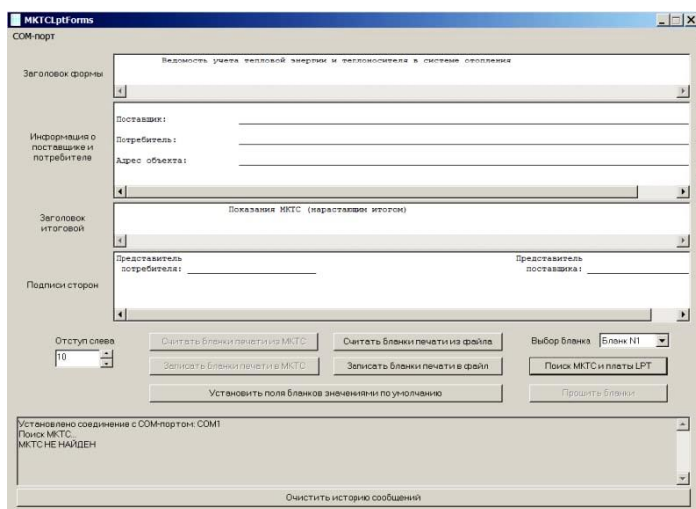 MKTCLptForms
COM-порт
Заголовок формы
Ведомость учета тепловой энергии и теплоносителя в системе отопления
Информация о
поставщике и
потребителе
Поставщик:
Потребитель:
Адрес объекта:
Заголовок
итоговой
Показания МКТС (нарастающим итогом)
Подписи сторон
Представитель
потребителя:
Представитель
поставщика:
Отступ слева
10
Считать бланки печати из МКТС
Считать бланки печати из файла
Выбор бланка
Бланк N1
Записать бланки печати в МКТС
Записать бланки печати в файл
Поиск МКТС и платы LPT
Установить поля бланков значениями по умолчанию
Прошить бланки
Установлено соединение с COM-портом: COM1
Поиск МКТС...
МКТС НЕ НАЙДЕН
Очистить историю сообщений